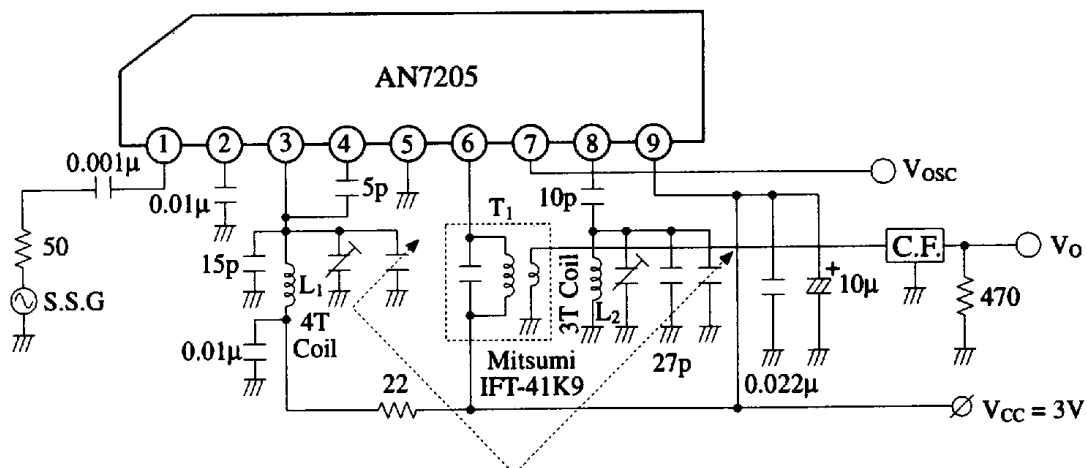 AN7205
1 2 3 4 5 6 7 8 9
0.001μ
0.01μ
5p
10p
VOSC
T1
50
15p
L1
4T
Coil
3T Coil
L2
C.F.
VO
+
10μ
470
S.S.G
0.01μ
Mitsumi
IFT-41K9
27p
0.022μ
22
VCC = 3V